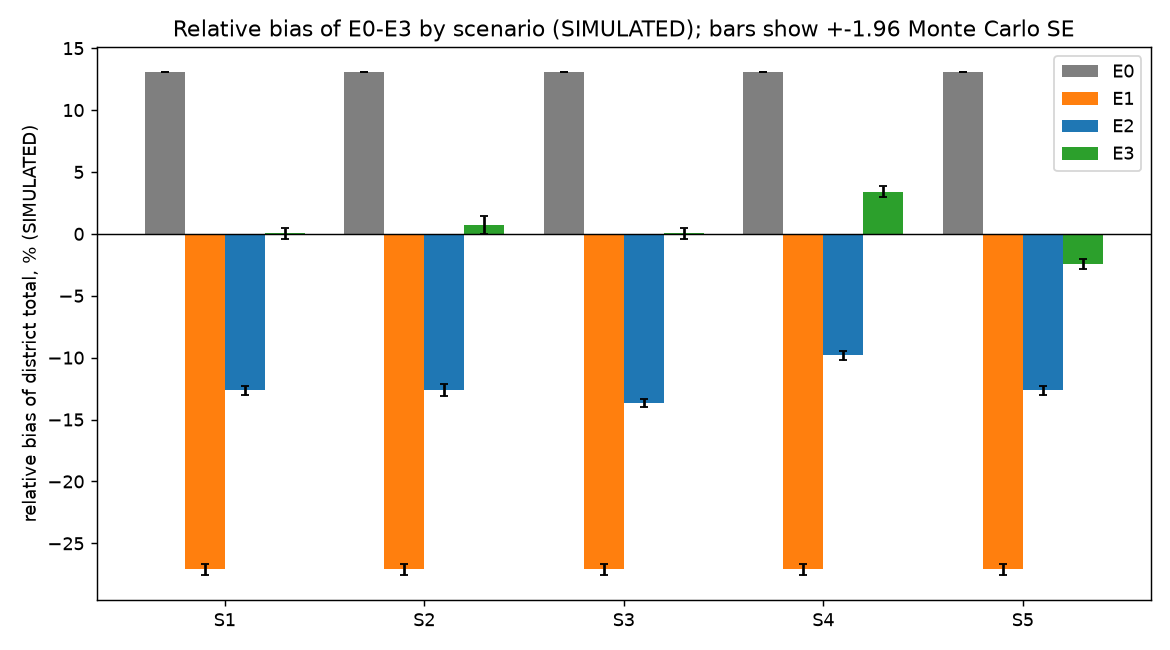 Relative bias of E0-E3 by scenario (SIMULATED); bars show +-1.96 Monte Carlo SE
relative bias of district total, % (SIMULATED)
15
10
5
0
−5
−10
−15
−20
−25
E0
E1
E2
E3
S1 S2 S3 S4 S5